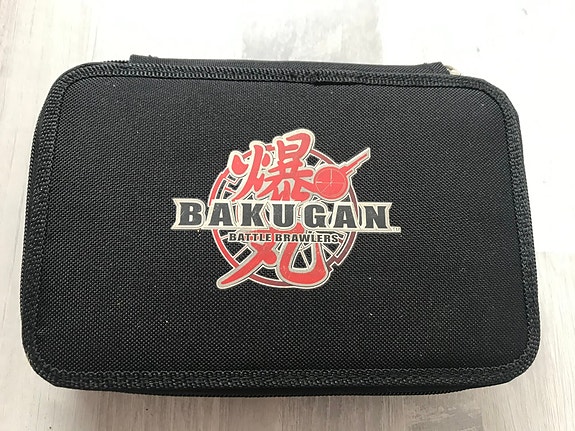 爆
BAKUGAN
BATTLE BRAWLERS
丸